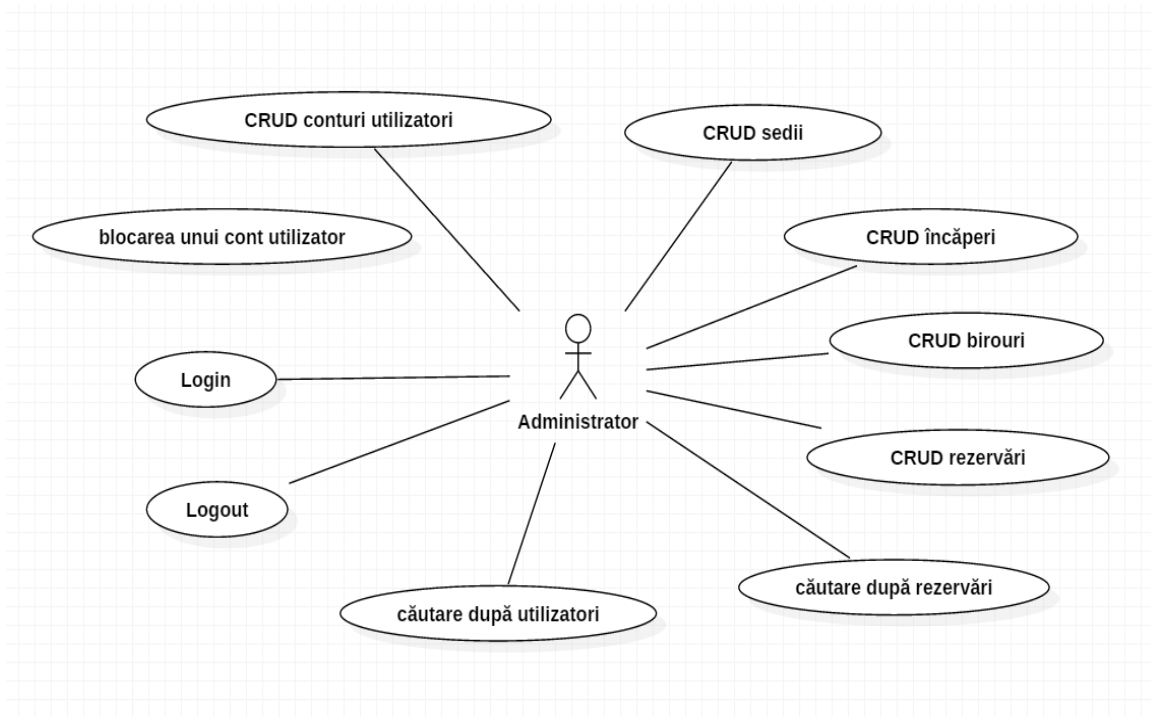 CRUD conturi utilizatori
CRUD sedii
blocarea unui cont utilizator
CRUD încăperi
CRUD birouri
Login
Administrator
CRUD rezervări
Logout
căutare după rezervări
căutare după utilizatori